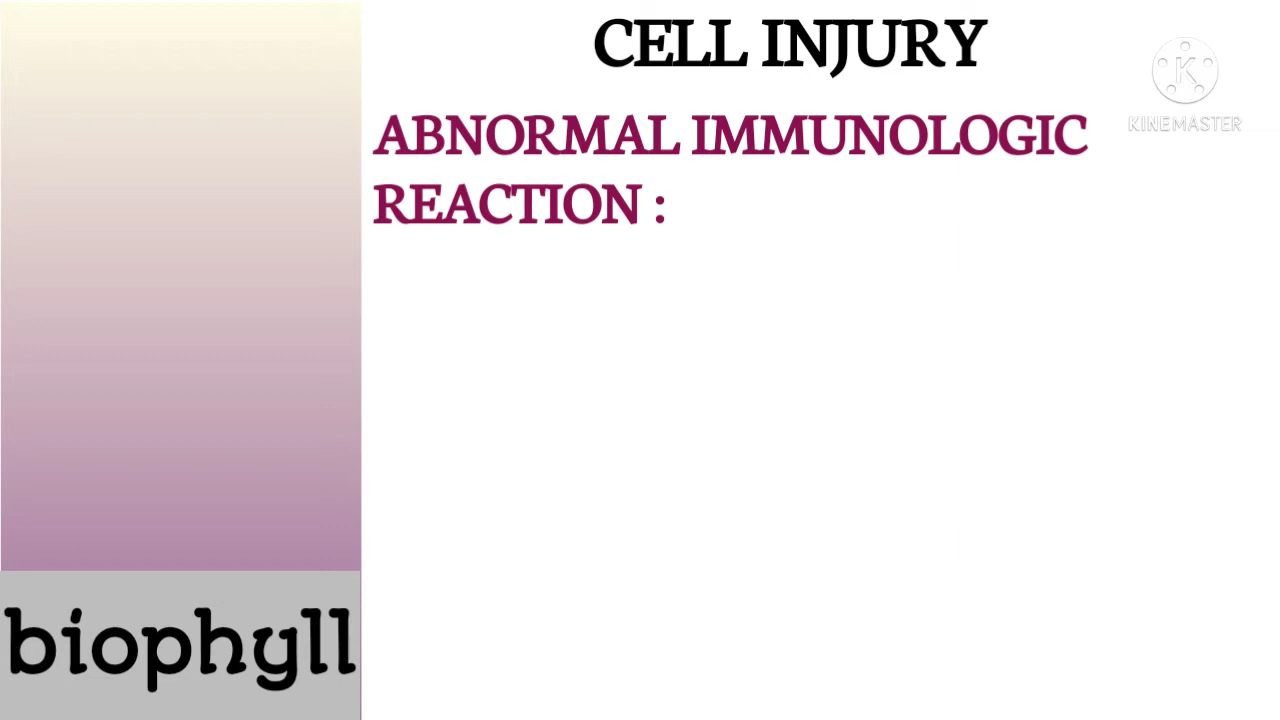 CELL INJURY
KINEMASTER
ABNORMAL IMMUNOLOGIC
REACTION :
biophyll